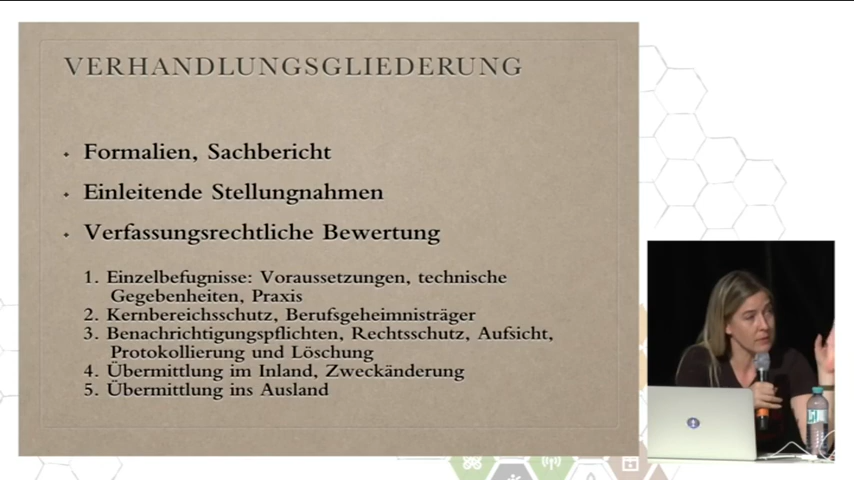 VERHANDLUNGSGLIEDERUNG
Formalien, Sachbericht
Einleitende Stellungnahmen
Verfassungsrechtliche Bewertung
1. Einzelbefugnisse: Voraussetzungen, technische
Gegebenheiten, Praxis
2. Kernbereichsschutz, Berufsgeheimnisträger
3. Benachrichtigungspflichten, Rechtsschutz, Aufsicht,
Protokollierung und Löschung
4. Übermittlung im Inland, Zweckänderung
5. Übermittlung ins Ausland